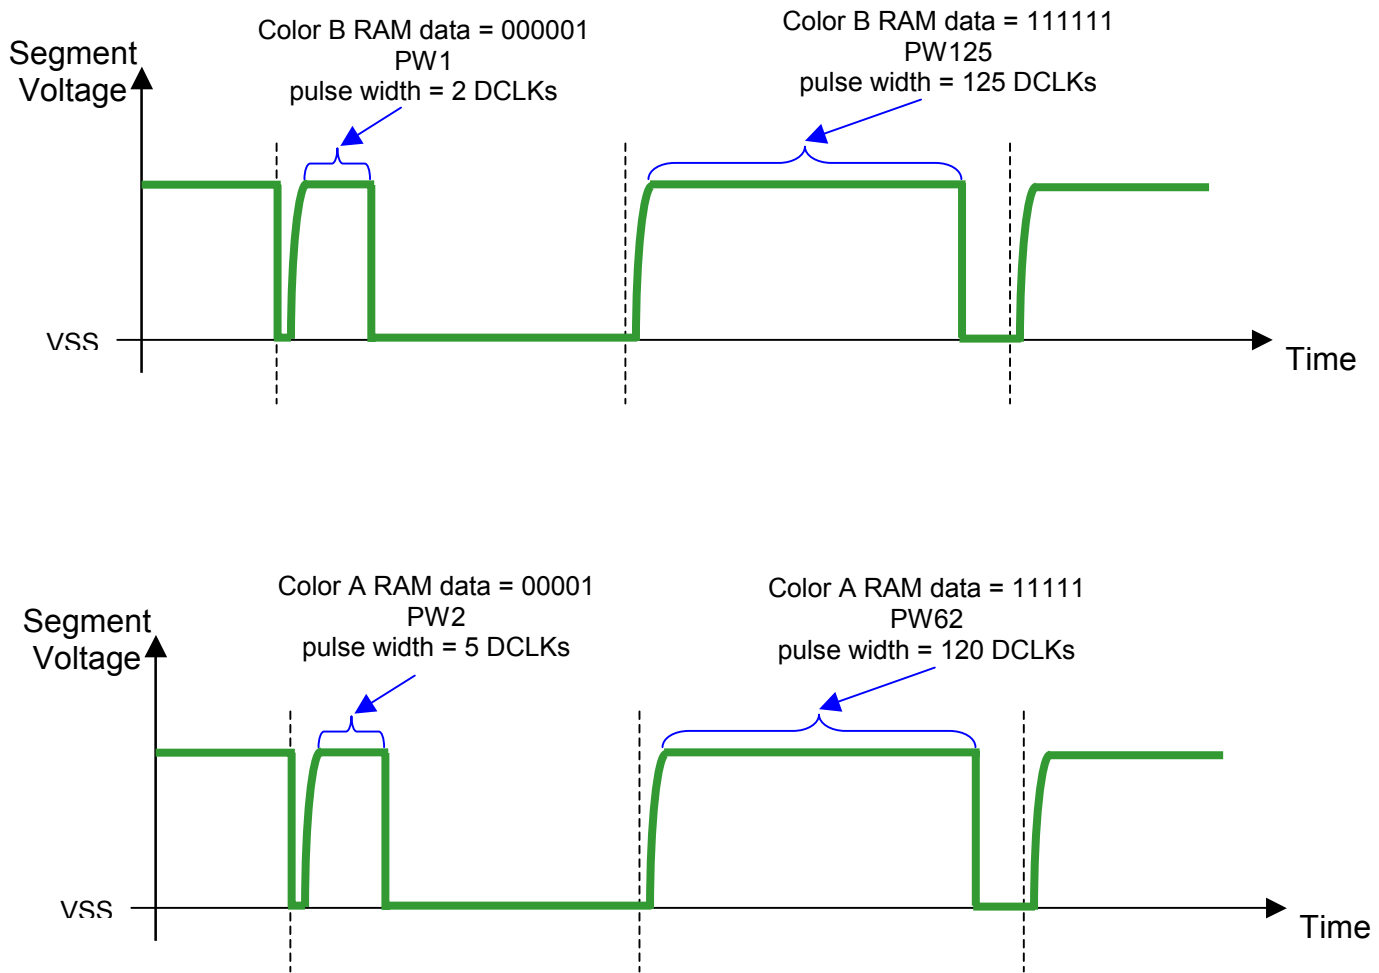 Color B RAM data = 000001
PW1
pulse width = 2 DCLKs
Color B RAM data = 111111
PW125
pulse width = 125 DCLKs
Segment
Voltage
VSS
Time
Color A RAM data = 00001
PW2
pulse width = 5 DCLKs
Color A RAM data = 11111
PW62
pulse width = 120 DCLKs
Segment
Voltage
VSS
Time